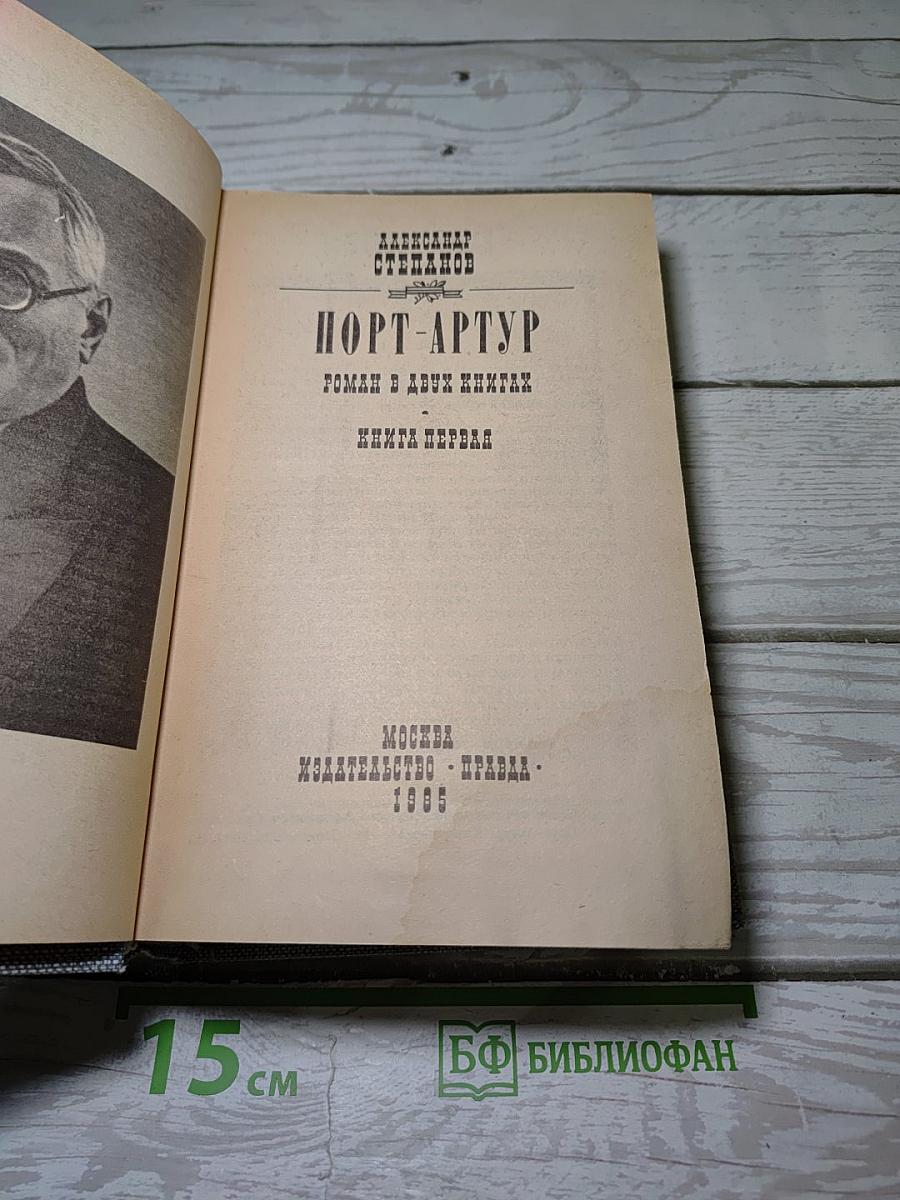 АЛЕКСАНДР
СТЕПАНОВ
ПОРТ-АРТУР
РОМАН В ДВУХ КНИГАХ
•
КНИГА ПЕРВАЯ
МОСКВА
ИЗДАТЕЛЬСТВО •ПРАВДА•
1985
15 см
БФ БИБЛИОФАН